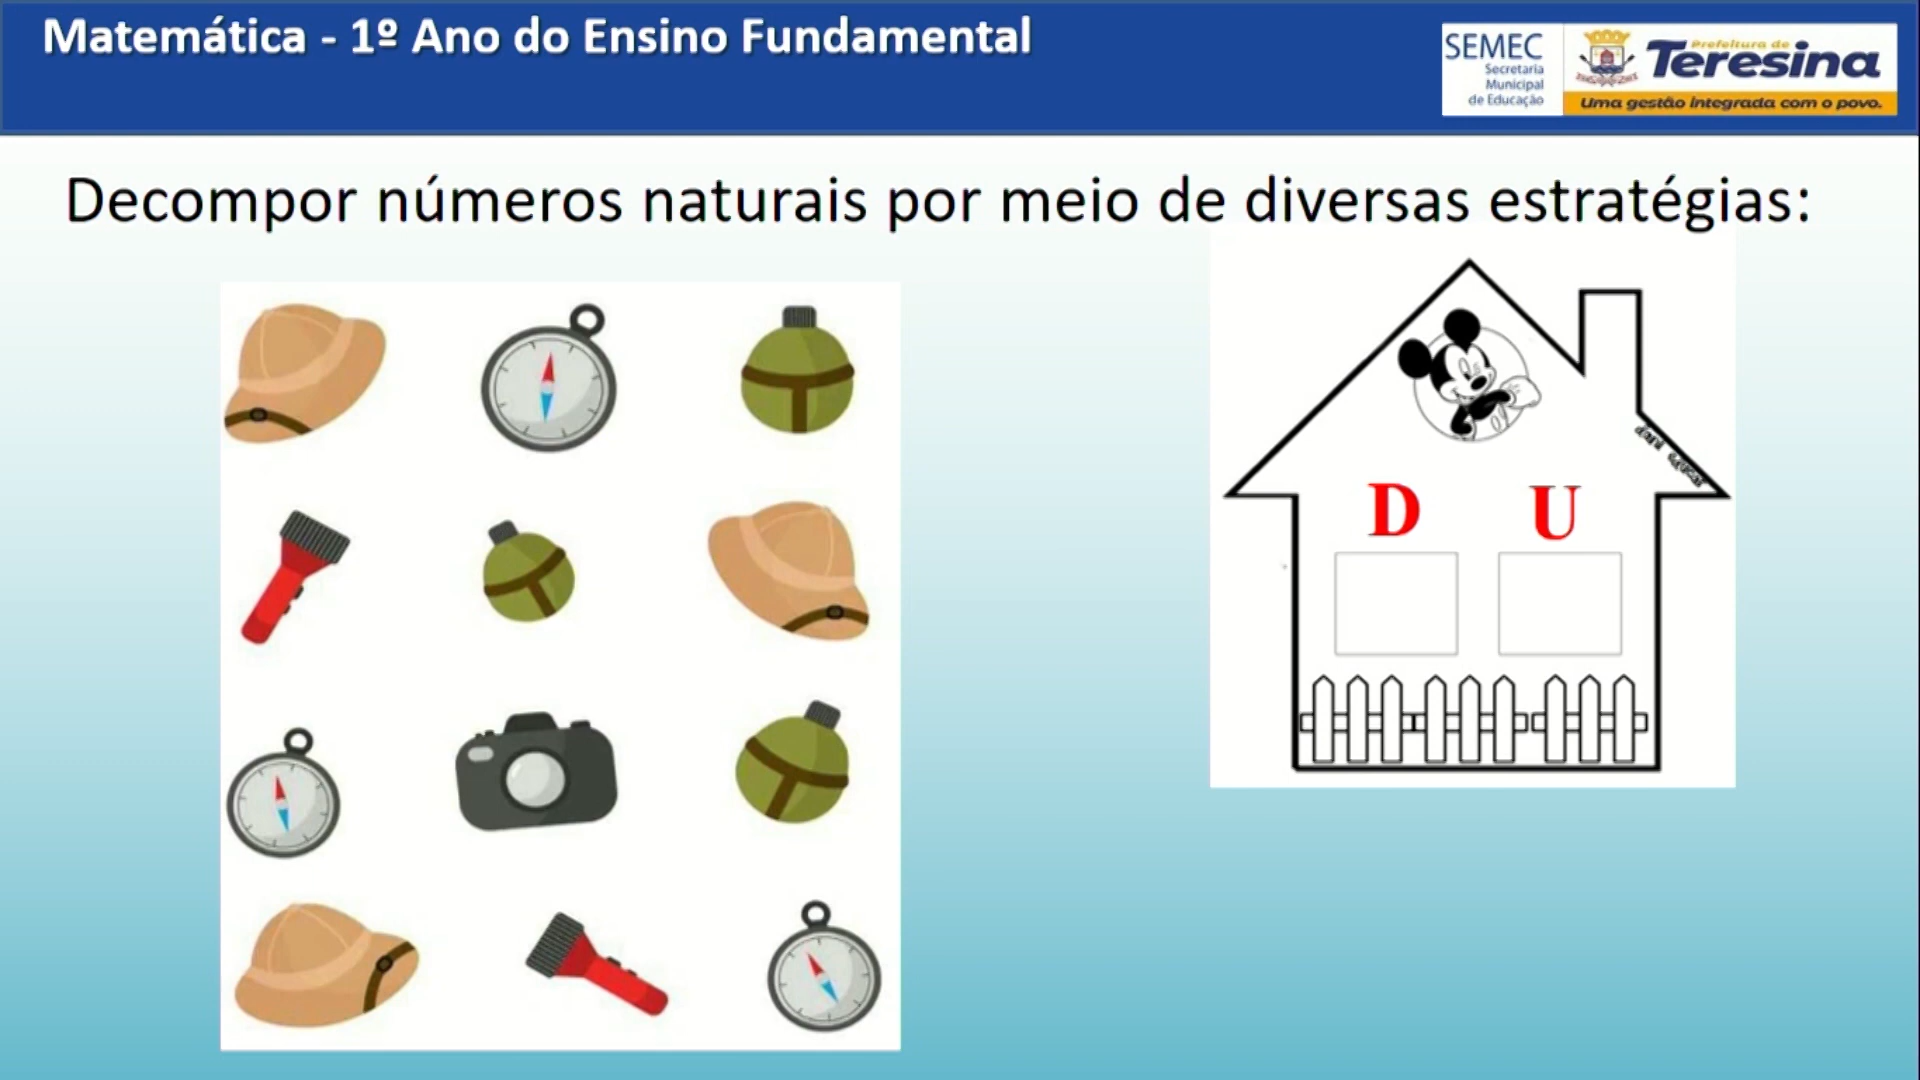 Matemática - 1º Ano do Ensino Fundamental
SEMEC
Secretaria
Municipal
de Educação
Prefeitura de
Teresina
Uma gestão integrada com o povo.
Decompor números naturais por meio de diversas estratégias:
D U